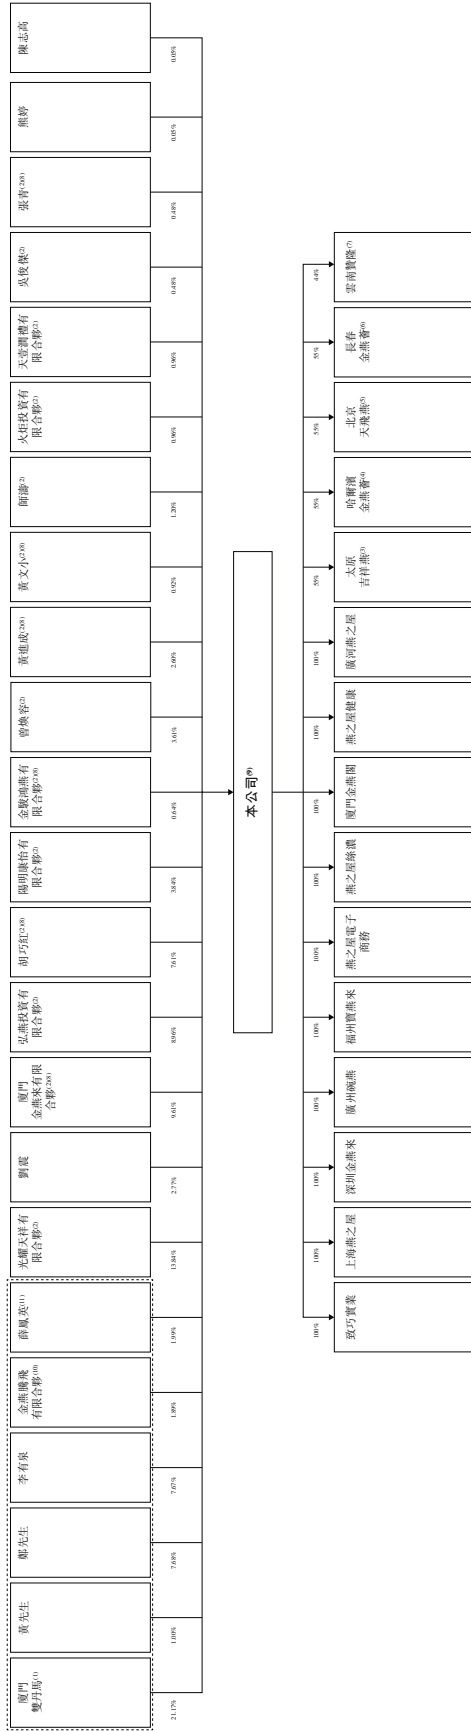 廈門
雙丹馬⁽¹⁾
21.17%
黃先生
1.00%
鄭先生
7.68%
李有泉
7.67%
金燕騰飛
有限合夥⁽¹⁰⁾
1.89%
薛鳳英⁽¹¹⁾
1.99%
光耀天祥有
限合夥⁽²⁾
13.84%
劉震
2.77%
廈門
金燕來有限
合夥⁽²⁾⁽⁸⁾
9.61%
弘燕投資有
限合夥⁽²⁾
8.96%
胡巧紅⁽²⁾⁽⁸⁾
7.61%
陽明康怡有
限合夥⁽²⁾
3.84%
金駿鴻燕有
限合夥⁽²⁾⁽⁸⁾
0.64%
曾煥容⁽²⁾
3.61%
黃進成⁽²⁾⁽⁸⁾
2.60%
黃文小⁽²⁾⁽⁸⁾
0.92%
師濤⁽²⁾
1.20%
火炬投資有
限合夥⁽²⁾
0.96%
天壹潤禮有
限合夥⁽²⁾
0.96%
吳俊傑⁽²⁾
0.48%
張青⁽²⁾⁽⁸⁾
0.48%
熊婷
0.05%
陳志高
0.05%
本公司⁽⁹⁾
100%
致巧實業
100%
上海燕之屋
100%
深圳金燕來
100%
廣州碗燕
100%
福州寶燕來
100%
燕之屋電子
商務
100%
燕之屋絲濃
100%
廈門金燕閣
100%
燕之屋健康
100%
廣河燕之屋
55%
太原
吉祥燕⁽³⁾
55%
哈爾濱
金燕薈⁽⁴⁾
55%
北京
天飛燕⁽⁵⁾
55%
長春
金燕薈⁽⁶⁾
44%
雲南贊隆⁽⁷⁾